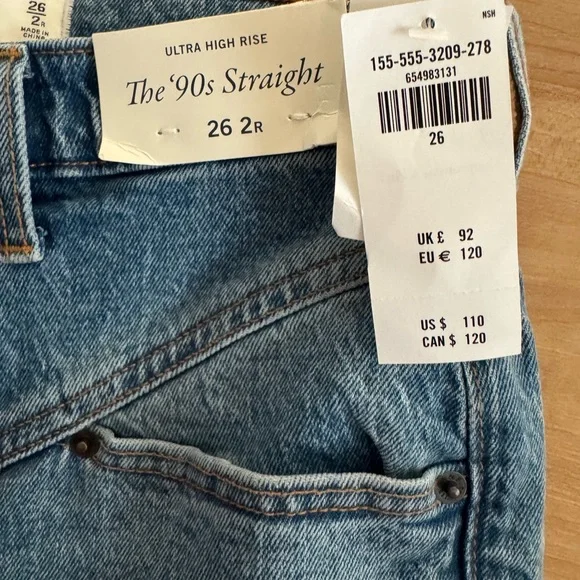 26
2R
MADE IN
CHINA
ULTRA HIGH RISE
The '90s Straight
26 2R
NSH
155-555-3209-278
654983131
26
UK £ 92
EU € 120
US $ 110
CAN $ 120